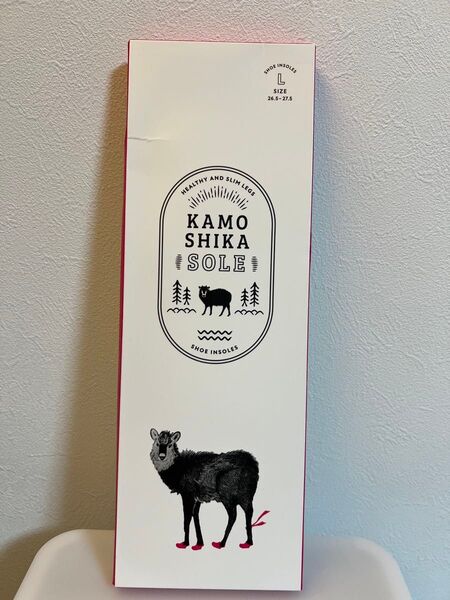 SHOE INSOLES
L
SIZE
26.5-27.5
HEALTHY AND SLIM LEGS
KAMO
SHIKA
SOLE
SHOE INSOLES